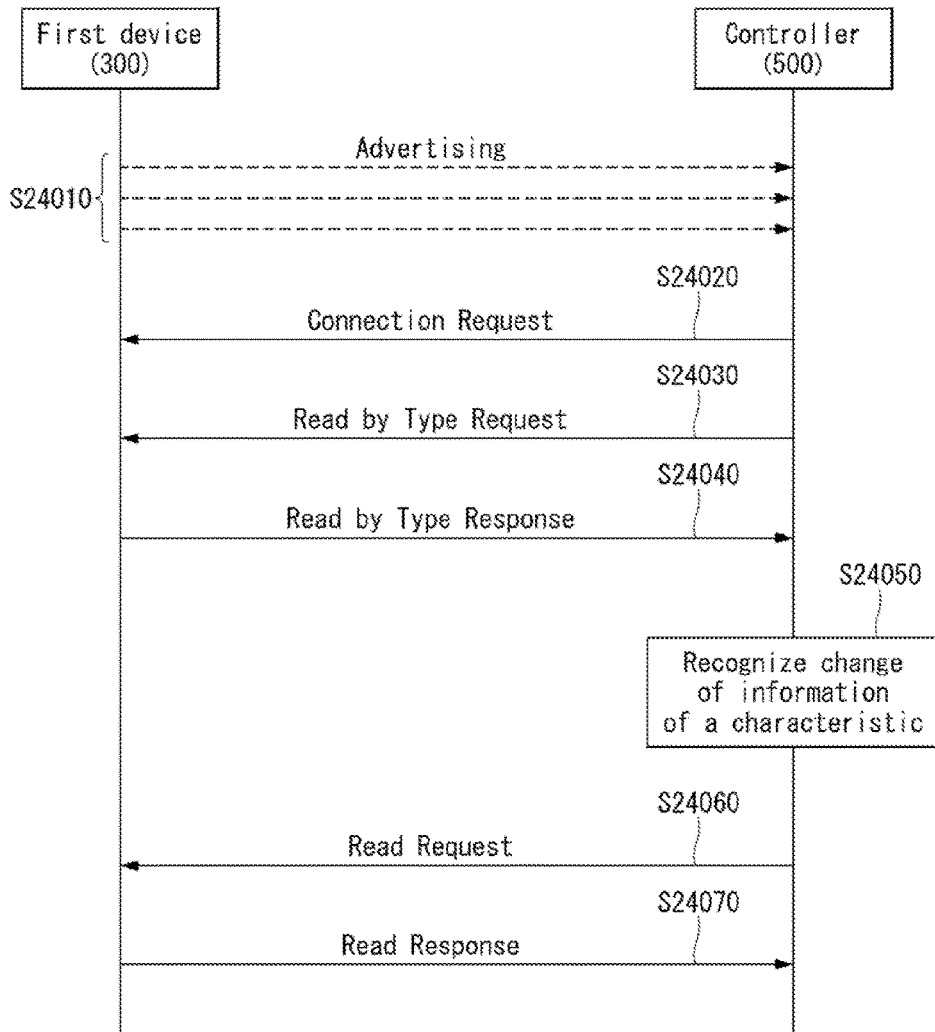 First device
(300)
Controller
(500)
Advertising
S24010
S24020
Connection Request
S24030
Read by Type Request
S24040
Read by Type Response
S24050
Recognize change
of information
of a characteristic
S24060
Read Request
S24070
Read Response